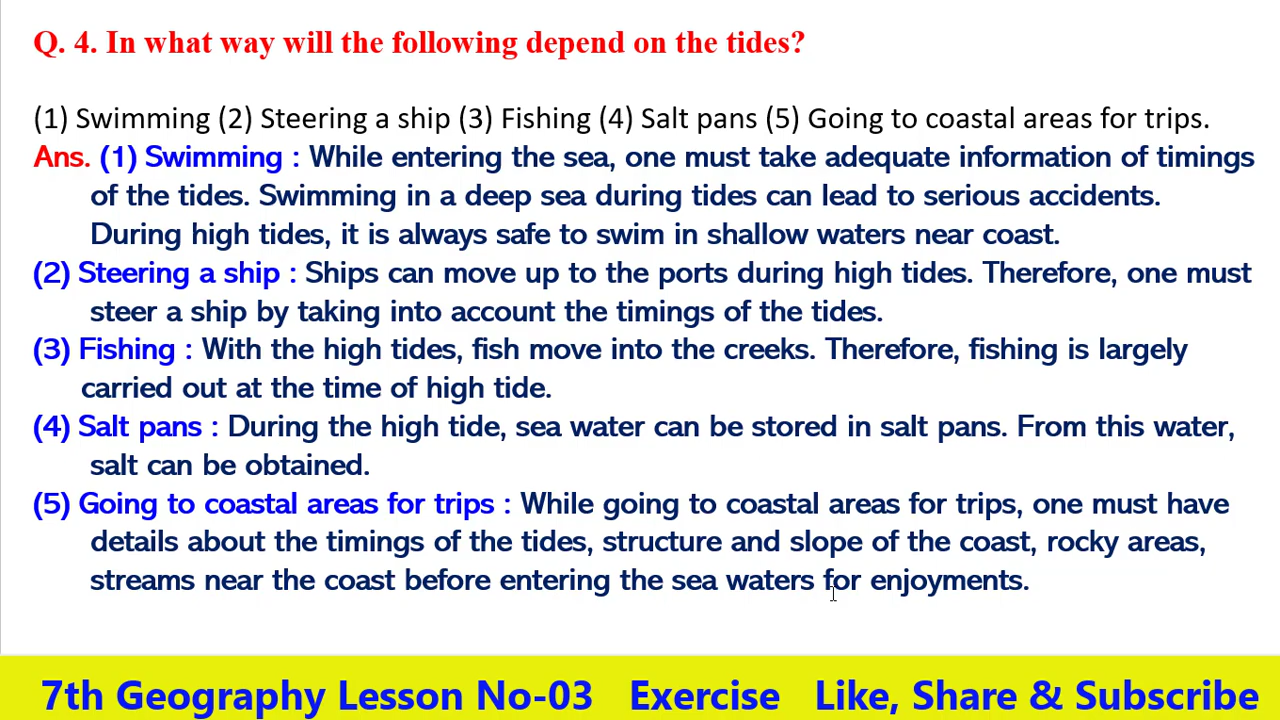 Q. 4. In what way will the following depend on the tides?
(1) Swimming (2) Steering a ship (3) Fishing (4) Salt pans (5) Going to coastal areas for trips.
Ans. (1) Swimming : While entering the sea, one must take adequate information of timings
of the tides. Swimming in a deep sea during tides can lead to serious accidents.
During high tides, it is always safe to swim in shallow waters near coast.
(2) Steering a ship : Ships can move up to the ports during high tides. Therefore, one must
steer a ship by taking into account the timings of the tides.
(3) Fishing : With the high tides, fish move into the creeks. Therefore, fishing is largely
carried out at the time of high tide.
(4) Salt pans : During the high tide, sea water can be stored in salt pans. From this water,
salt can be obtained.
(5) Going to coastal areas for trips : While going to coastal areas for trips, one must have
details about the timings of the tides, structure and slope of the coast, rocky areas,
streams near the coast before entering the sea waters for enjoyments.
7th Geography Lesson No-03 Exercise Like, Share & Subscribe